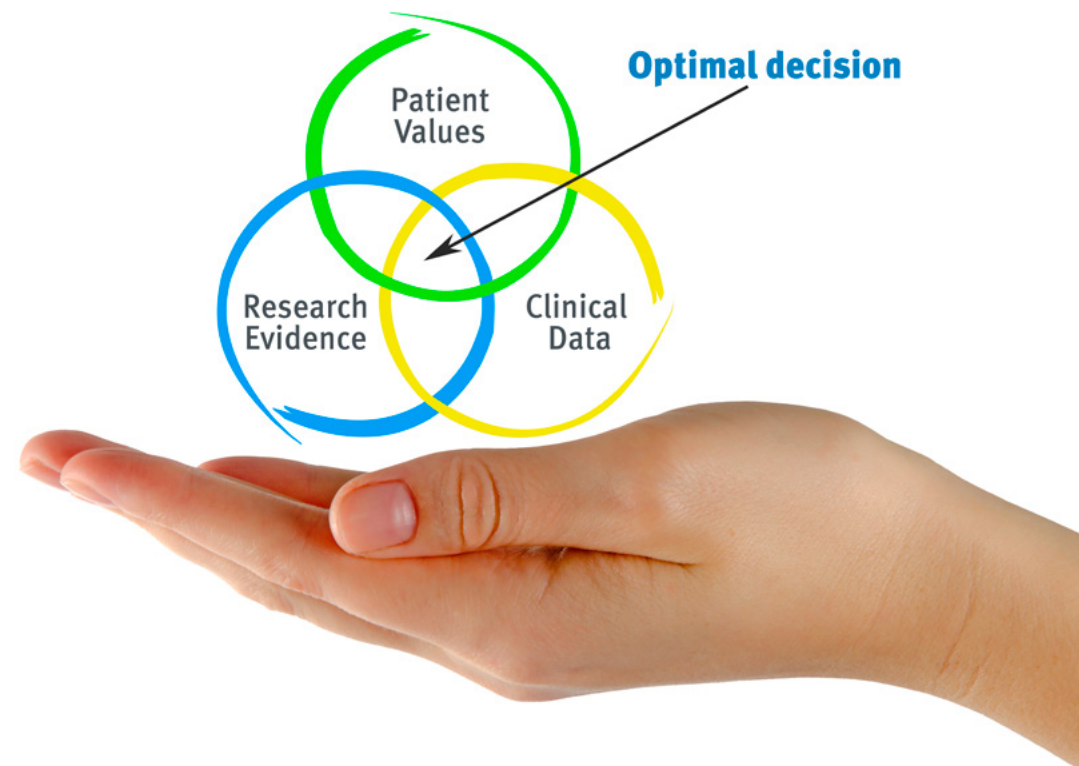 Optimal decision
Patient
Values
Research
Evidence
Clinical
Data